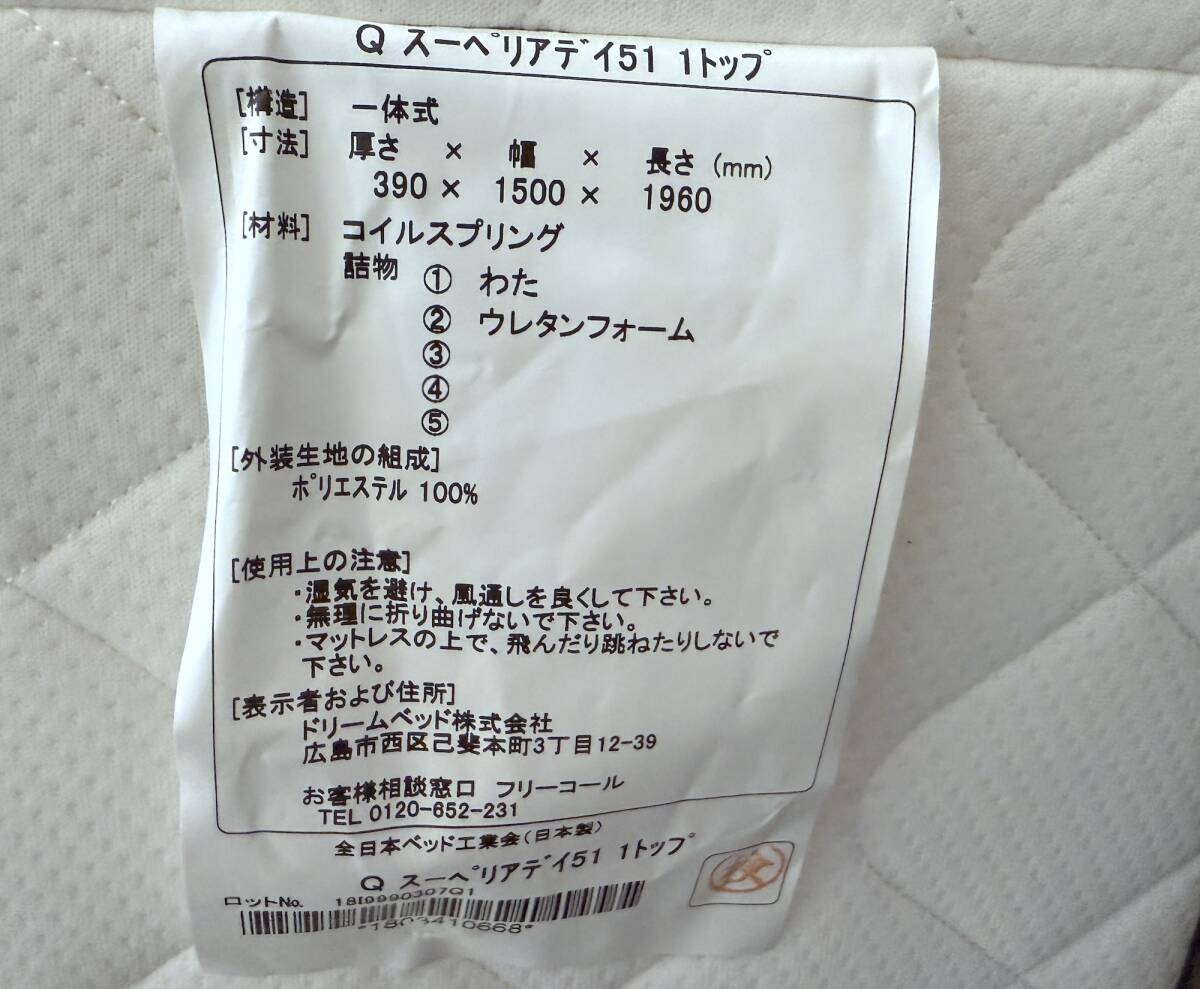 Q スーペリアデイ51 1トップ
[構造] 一体式
[寸法] 厚さ × 幅 × 長さ (mm)
390 × 1500 × 1960
[材料] コイルスプリング
詰物 ① わた
② ウレタンフォーム
③
④
⑤
[外装生地の組成]
ポリエステル 100%
[使用上の注意]
・湿気を避け、風通しを良くして下さい。
・無理に折り曲げないで下さい。
・マットレスの上で、飛んだり跳ねたりしないで
下さい。
[表示者および住所]
ドリームベッド株式会社
広島市西区己斐本町3丁目12-39
お客様相談窓口 フリーコール
TEL 0120-652-231
全日本ベッド工業会(日本製)
Q スーペリアデイ51 1トップ
ロットNo. 18I9990307Q1
*1803410668*